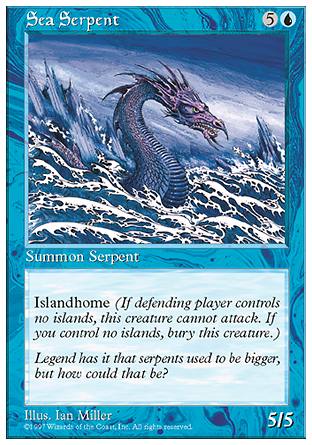 Sea Serpent 5
Summon Serpent
Islandhome (If defending player controls
no islands, this creature cannot attack. If
you control no islands, bury this creature.)
Legend has it that serpents used to be bigger,
but how could that be?
Illus. Ian Miller
©1997 Wizards of the Coast, Inc. All rights reserved.
5/5